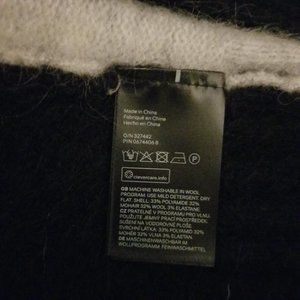 Made in China
Fabriqué en Chine
Hecho en China
O/N 327442
P/N 0674406 B
clevercare.info
GB MACHINE WASHABLE IN WOOL
PROGRAM. USE MILD DETERGENT. DRY
FLAT. SHELL: 33% POLYAMIDE 32%
MOHAIR 32% WOOL 3% ELASTANE
CZ PRATELNÉ V PROGRAMU PRO VLNU.
POUŽIJTE JEMNÝ PRACÍ PROSTŘEDEK.
SUŠENÍ NA VODOROVNÉ PLOŠE.
SVRCHNÍ LÁTKA: 33% POLYAMID 32%
MOHÉR 32% VLNA 3% ELASTAN.
DE MASCHINENWASCHBAR IM
WOLLPROGRAMM. FEINWASCHMITTEL